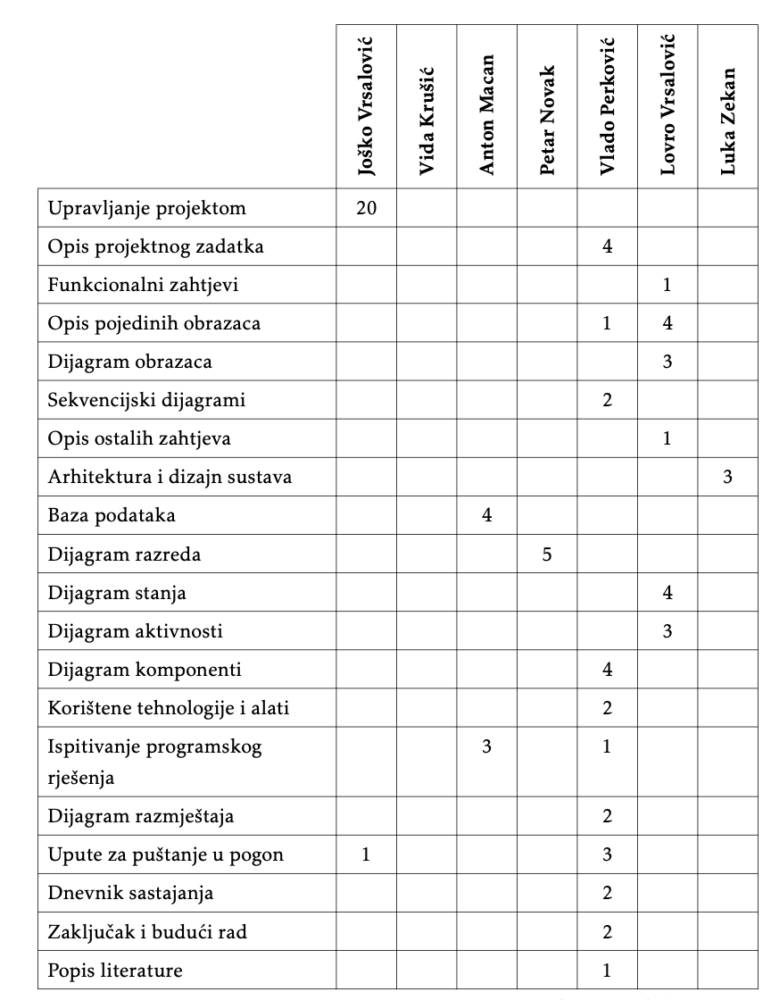 Joško Vrsalović
Vida Krušić
Anton Macan
Petar Novak
Vlado Perković
Lovro Vrsalović
Luka Zekan
Upravljanje projektom 20
Opis projektnog zadatka 4
Funkcionalni zahtjevi 1
Opis pojedinih obrazaca 1 4
Dijagram obrazaca 3
Sekvencijski dijagrami 2
Opis ostalih zahtjeva 1
Arhitektura i dizajn sustava 3
Baza podataka 4
Dijagram razreda 5
Dijagram stanja 4
Dijagram aktivnosti 3
Dijagram komponenti 4
Korištene tehnologije i alati 2
Ispitivanje programskog 3 1
rješenja
Dijagram razmještaja 2
Upute za puštanje u pogon 1 3
Dnevnik sastajanja 2
Zaključak i budući rad 2
Popis literature 1